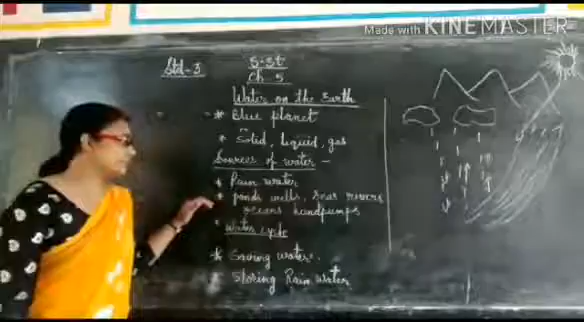 Made with KINEMASTER
Std-3
S.St
Ch 5
Water on the Earth
* Blue planet
* Solid, liquid, gas
Sources of water -
* Rain water
* ponds wells, Seas rivers
oceans handpumps
* Water cycle
* Saving water.
* Storing Rain water